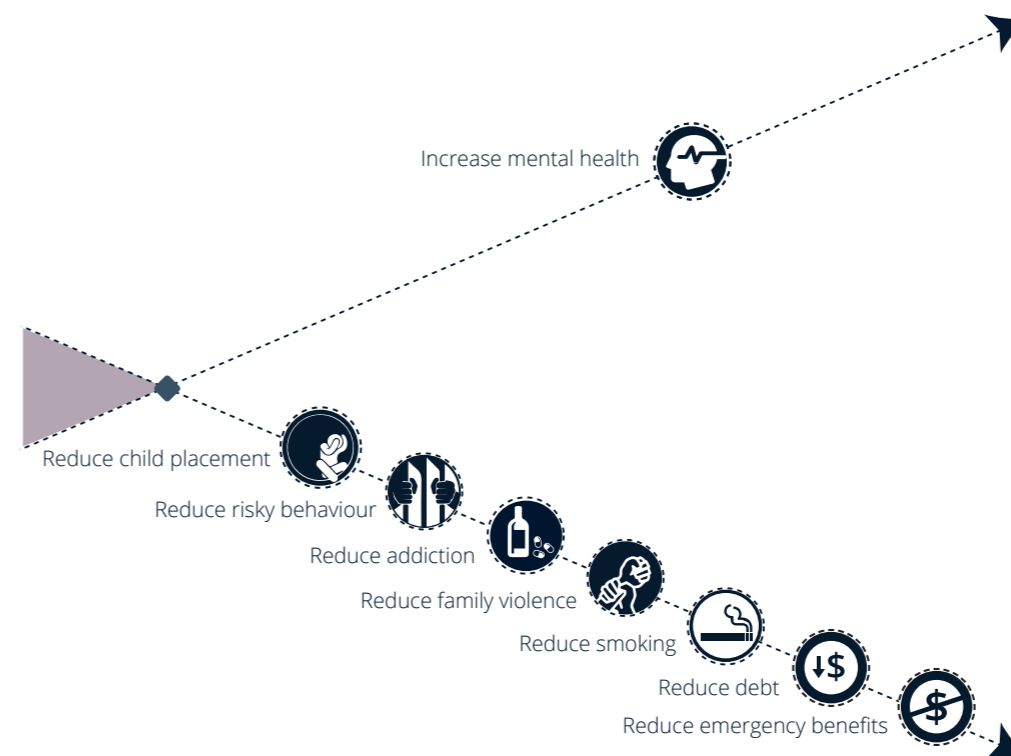 Increase mental health
Reduce child placement
Reduce risky behaviour
Reduce addiction
Reduce family violence
Reduce smoking
$
Reduce debt
$
Reduce emergency benefits